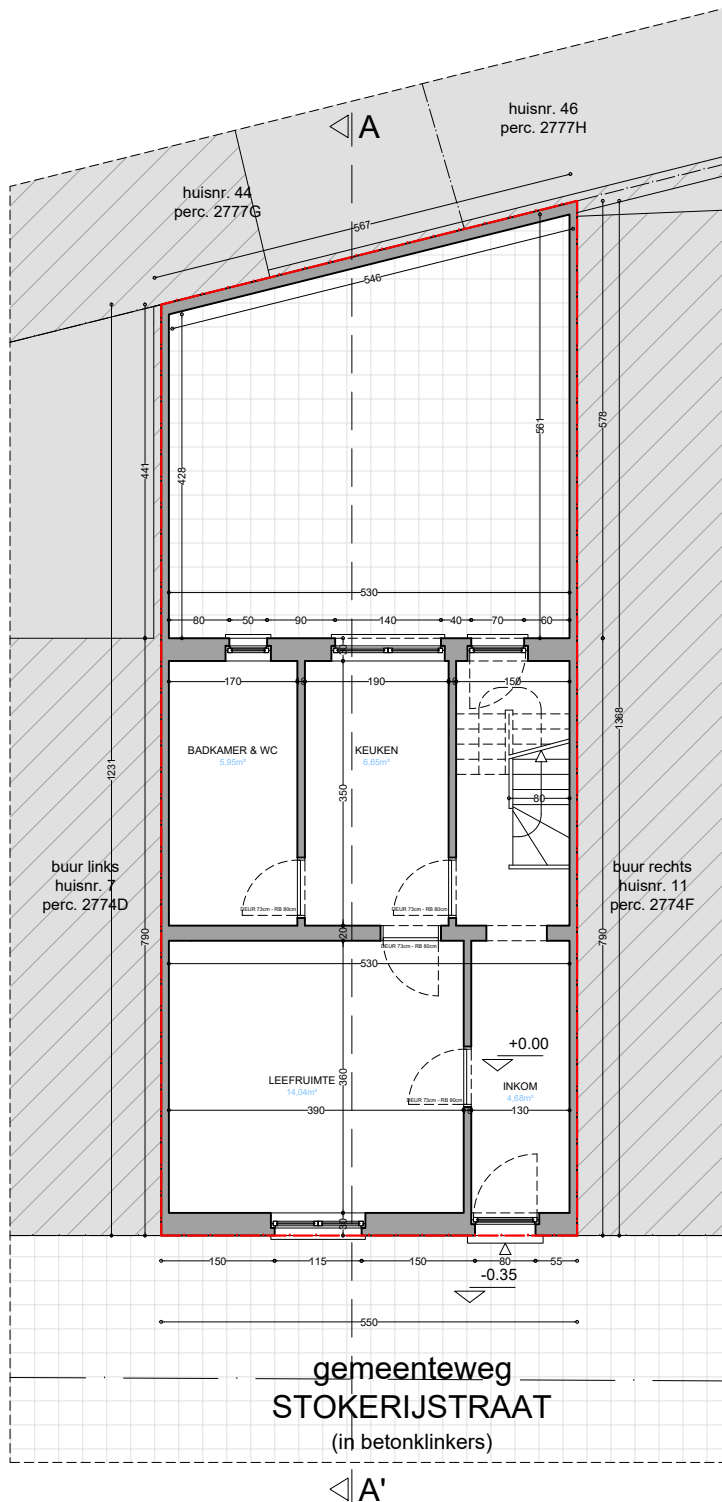 A
huisnr. 46
perc. 2777H
huisnr. 44
perc. 2777G
567
546
561
578
441
428
530
80 50 90 140 40 70 60
30
170 190 150
1368
BADKAMER & WC
5,95m²
KEUKEN
6,65m²
1231
350
80
buur links
huisnr. 7
perc. 2774D
buur rechts
huisnr. 11
perc. 2774F
DEUR 73cm - RB 80cm
DEUR 73cm - RB 80cm
790
20
790
DEUR 73cm - RB 80cm
530
+0.00
LEEFRUIMTE
14,04m²
360
INKOM
4,68m²
DEUR 73cm - RB 80cm
390 130
30
150 115 150 80 55
-0.35
550
gemeenteweg
STOKERIJSTRAAT
(in betonklinkers)
A'